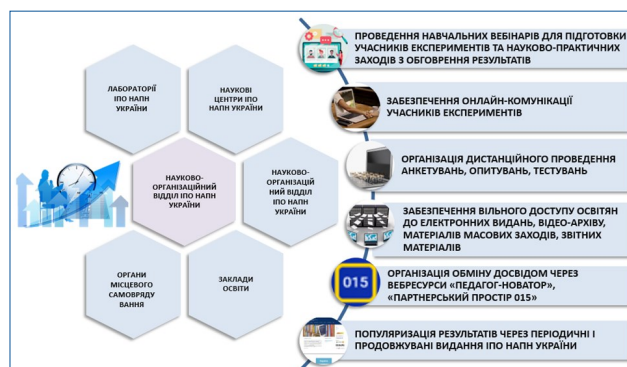 ЛАБОРАТОРІЇ
ІПО НАПН
УКРАЇНИ
НАУКОВІ
ЦЕНТРИ ІПО
НАПН УКРАЇНИ
НАУКОВО-
ОРГАНІЗАЦІЙНИЙ
ВІДДІЛ ІПО НАПН
УКРАЇНИ
НАУКОВО-
ОРГАНІЗАЦІЙ
НИЙ ВІДДІЛ
ІПО НАПН
УКРАЇНИ
ОРГАНИ
МІСЦЕВОГО
САМОВРЯДУ
ВАННЯ
ЗАКЛАДИ
ОСВІТИ
ПРОВЕДЕННЯ НАВЧАЛЬНИХ ВЕБІНАРІВ ДЛЯ ПІДГОТОВКИ
УЧАСНИКІВ ЕКСПЕРИМЕНТІВ ТА НАУКОВО-ПРАКТИЧНИХ
ЗАХОДІВ З ОБГОВРЕННЯ РЕЗУЛЬТАТІВ
ЗАБЕЗПЕЧЕННЯ ОНЛАЙН-КОМУНІКАЦІЇ
УЧАСНИКІВ ЕКСПЕРИМЕНТІВ
ОРГАНІЗАЦІЯ ДИСТАНЦІЙНОГО ПРОВЕДЕННЯ
АНКЕТУВАНЬ, ОПИТУВАНЬ, ТЕСТУВАНЬ
ЗАБЕЗПЕЧЕННЯ ВІЛЬНОГО ДОСТУПУ ОСВІТЯН
ДО ЕЛЕКТРОННИХ ВИДАНЬ, ВІДЕО-АРХІВУ,
МАТЕРІАЛІВ МАСОВИХ ЗАХОДІВ, ЗВІТНИХ
МАТЕРІАЛІВ
015
ОРГАНІЗАЦІЯ ОБМІНУ ДОСВІДОМ ЧЕРЕЗ
ВЕБРЕСУРСИ «ПЕДАГОГ-НОВАТОР»,
«ПАРТНЕРСЬКИЙ ПРОСТІР 015»
ПОПУЛЯРИЗАЦІЯ РЕЗУЛЬТАТІВ ЧЕРЕЗ ПЕРІОДИЧНІ І
ПРОДОВЖУВАНІ ВИДАННЯ ІПО НАПН УКРАЇНИ